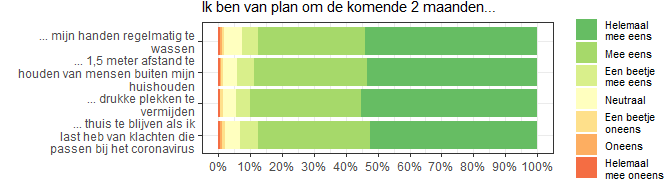 Ik ben van plan om de komende 2 maanden...
... mijn handen regelmatig te
wassen
... 1,5 meter afstand te
houden van mensen buiten mijn
huishouden
... drukke plekken te
vermijden
... thuis te blijven als ik
last heb van klachten die
passen bij het coronavirus
0% 10% 20% 30% 40% 50% 60% 70% 80% 90% 100%
Helemaal
mee eens
Mee eens
Een beetje
mee eens
Neutraal
Een beetje
oneens
Oneens
Helemaal
mee oneens